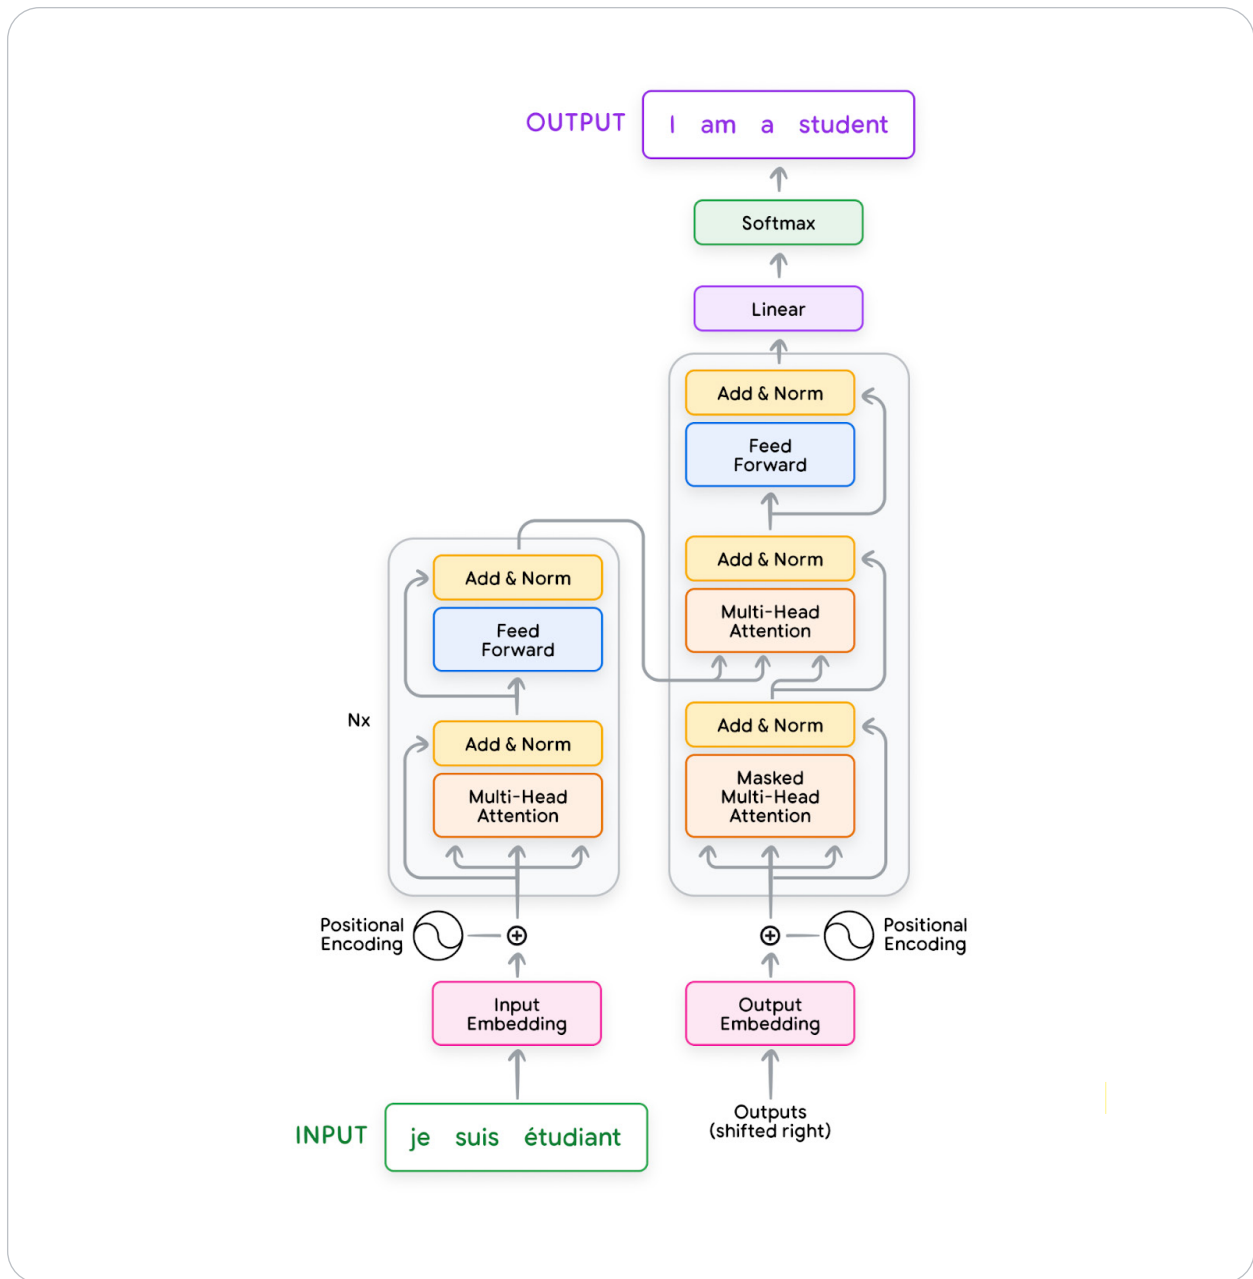 OUTPUT
I am a student
Softmax
Linear
Add & Norm
Feed
Forward
Add & Norm
Multi-Head
Attention
Add & Norm
Masked
Multi-Head
Attention
Add & Norm
Feed
Forward
Nx
Add & Norm
Multi-Head
Attention
Positional
Encoding
Positional
Encoding
Input
Embedding
Output
Embedding
INPUT
je suis étudiant
Outputs
(shifted right)